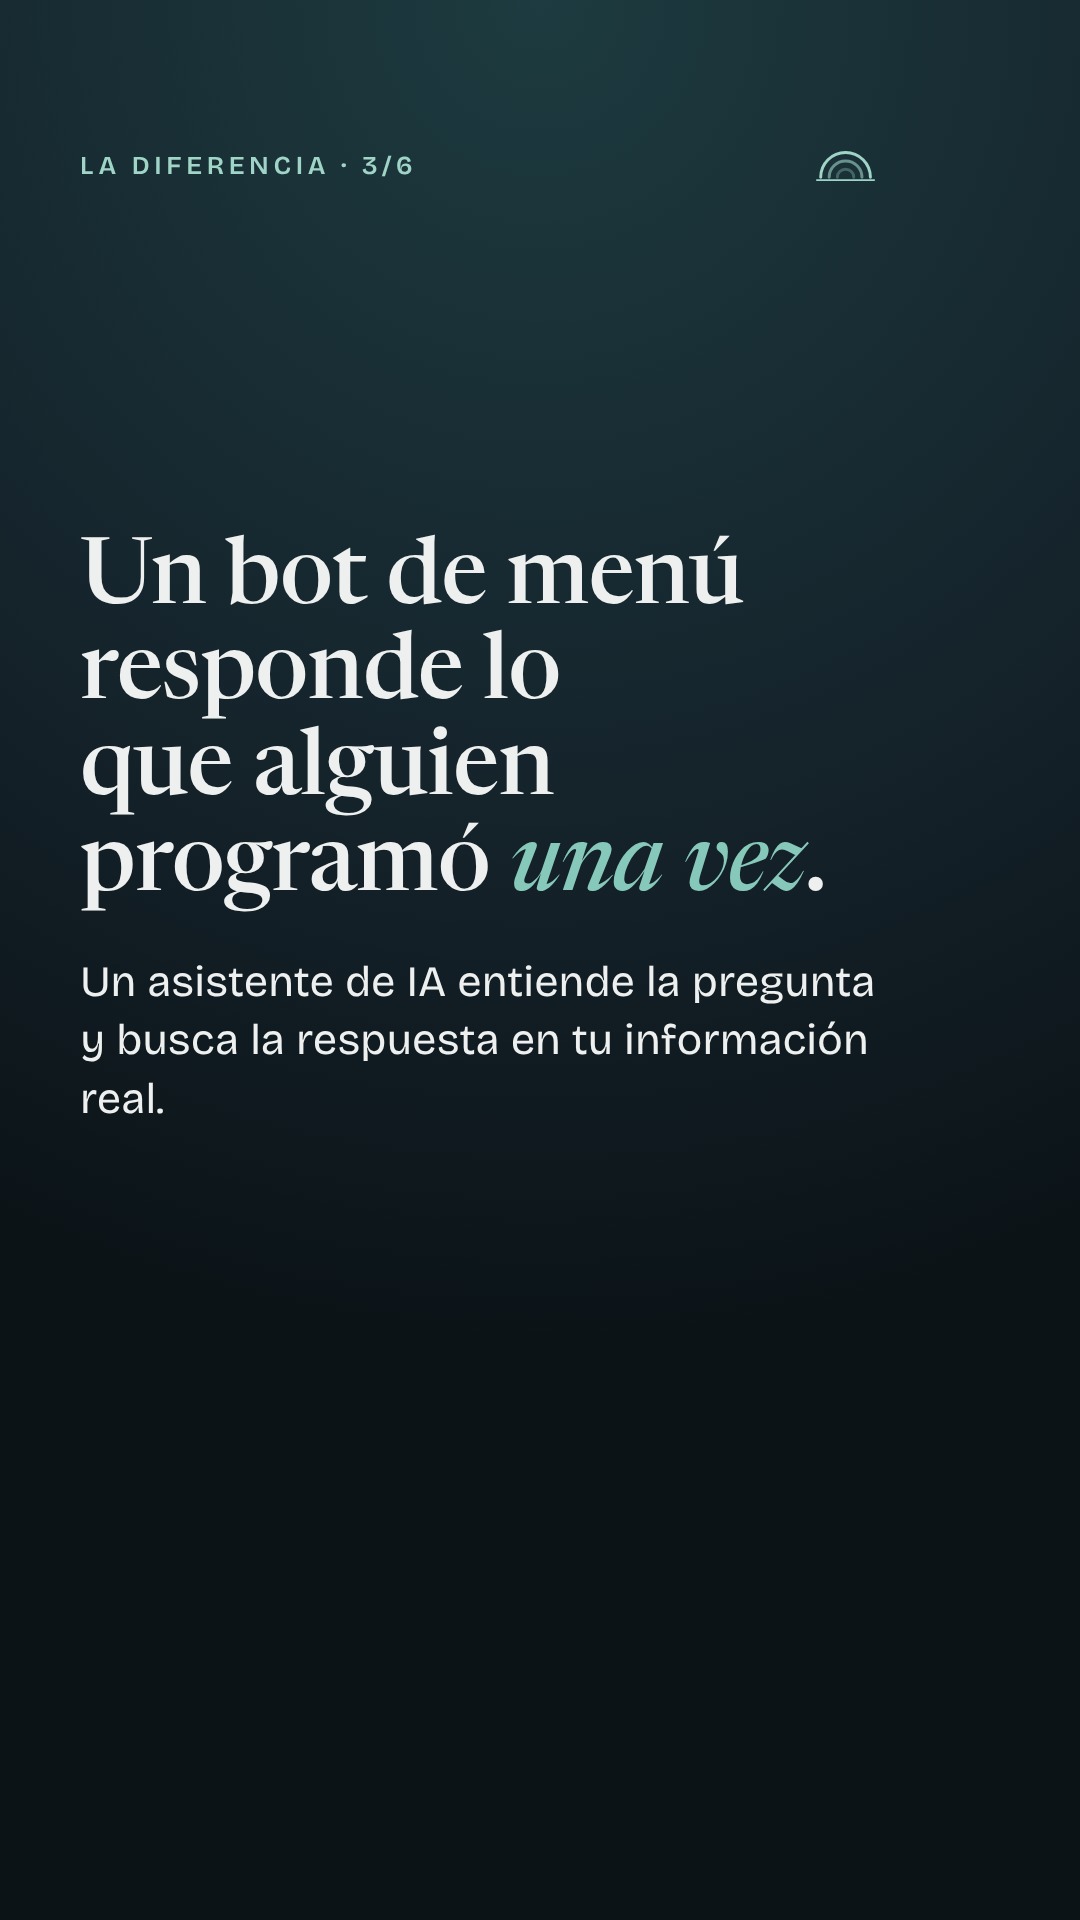 LA DIFERENCIA · 3/6
Un bot de menú
responde lo
que alguien
programó una vez.
Un asistente de IA entiende la pregunta
y busca la respuesta en tu información
real.